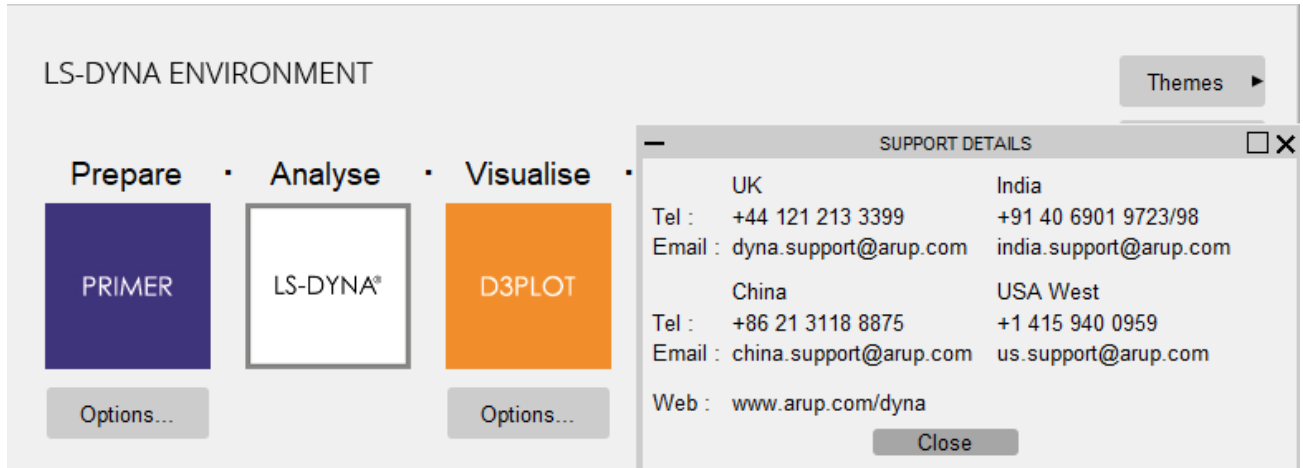 LS-DYNA ENVIRONMENT
Themes
Prepare · Analyse · Visualise ·
PRIMER
LS-DYNA®
D3PLOT
Options...
Options...
SUPPORT DETAILS
UK India
Tel : +44 121 213 3399 +91 40 6901 9723/98
Email : dyna.support@arup.com india.support@arup.com
China USA West
Tel : +86 21 3118 8875 +1 415 940 0959
Email : china.support@arup.com us.support@arup.com
Web : www.arup.com/dyna
Close